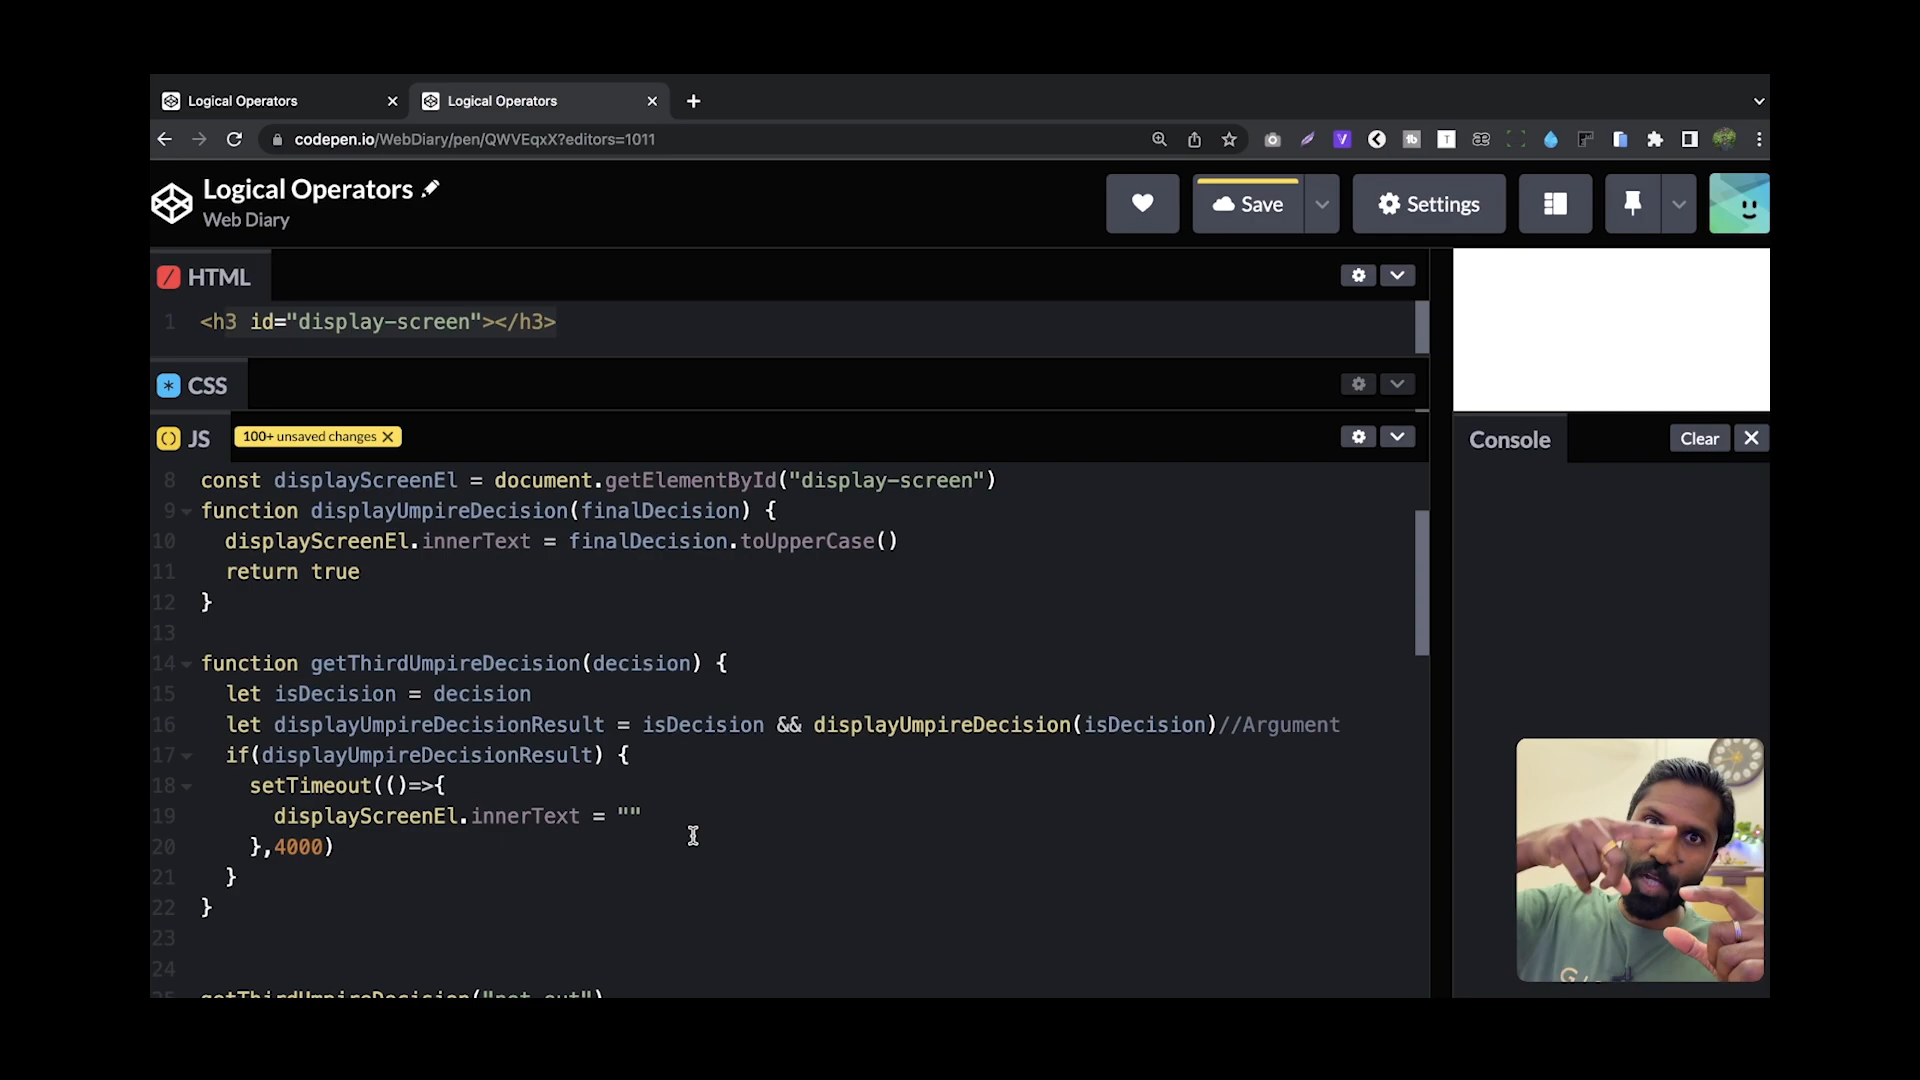 Logical Operators
Logical Operators
codepen.io/WebDiary/pen/QWVEqxX?editors=1011
Logical Operators
Web Diary
Save
Settings
HTML
1 <h3 id="display-screen"></h3>
CSS
JS
100+ unsaved changes
Console
Clear
8 const displayScreenEl = document.getElementById("display-screen")
9 function displayUmpireDecision(finalDecision) {
10 displayScreenEl.innerText = finalDecision.toUpperCase()
11 return true
12 }
13
14 function getThirdUmpireDecision(decision) {
15 let isDecision = decision
16 let displayUmpireDecisionResult = isDecision && displayUmpireDecision(isDecision)//Argument
17 if(displayUmpireDecisionResult) {
18 setTimeout(()=>{
19 displayScreenEl.innerText = ""
20 },4000)
21 }
22 }
23
24
25 getThirdUmpireDecision("not out")